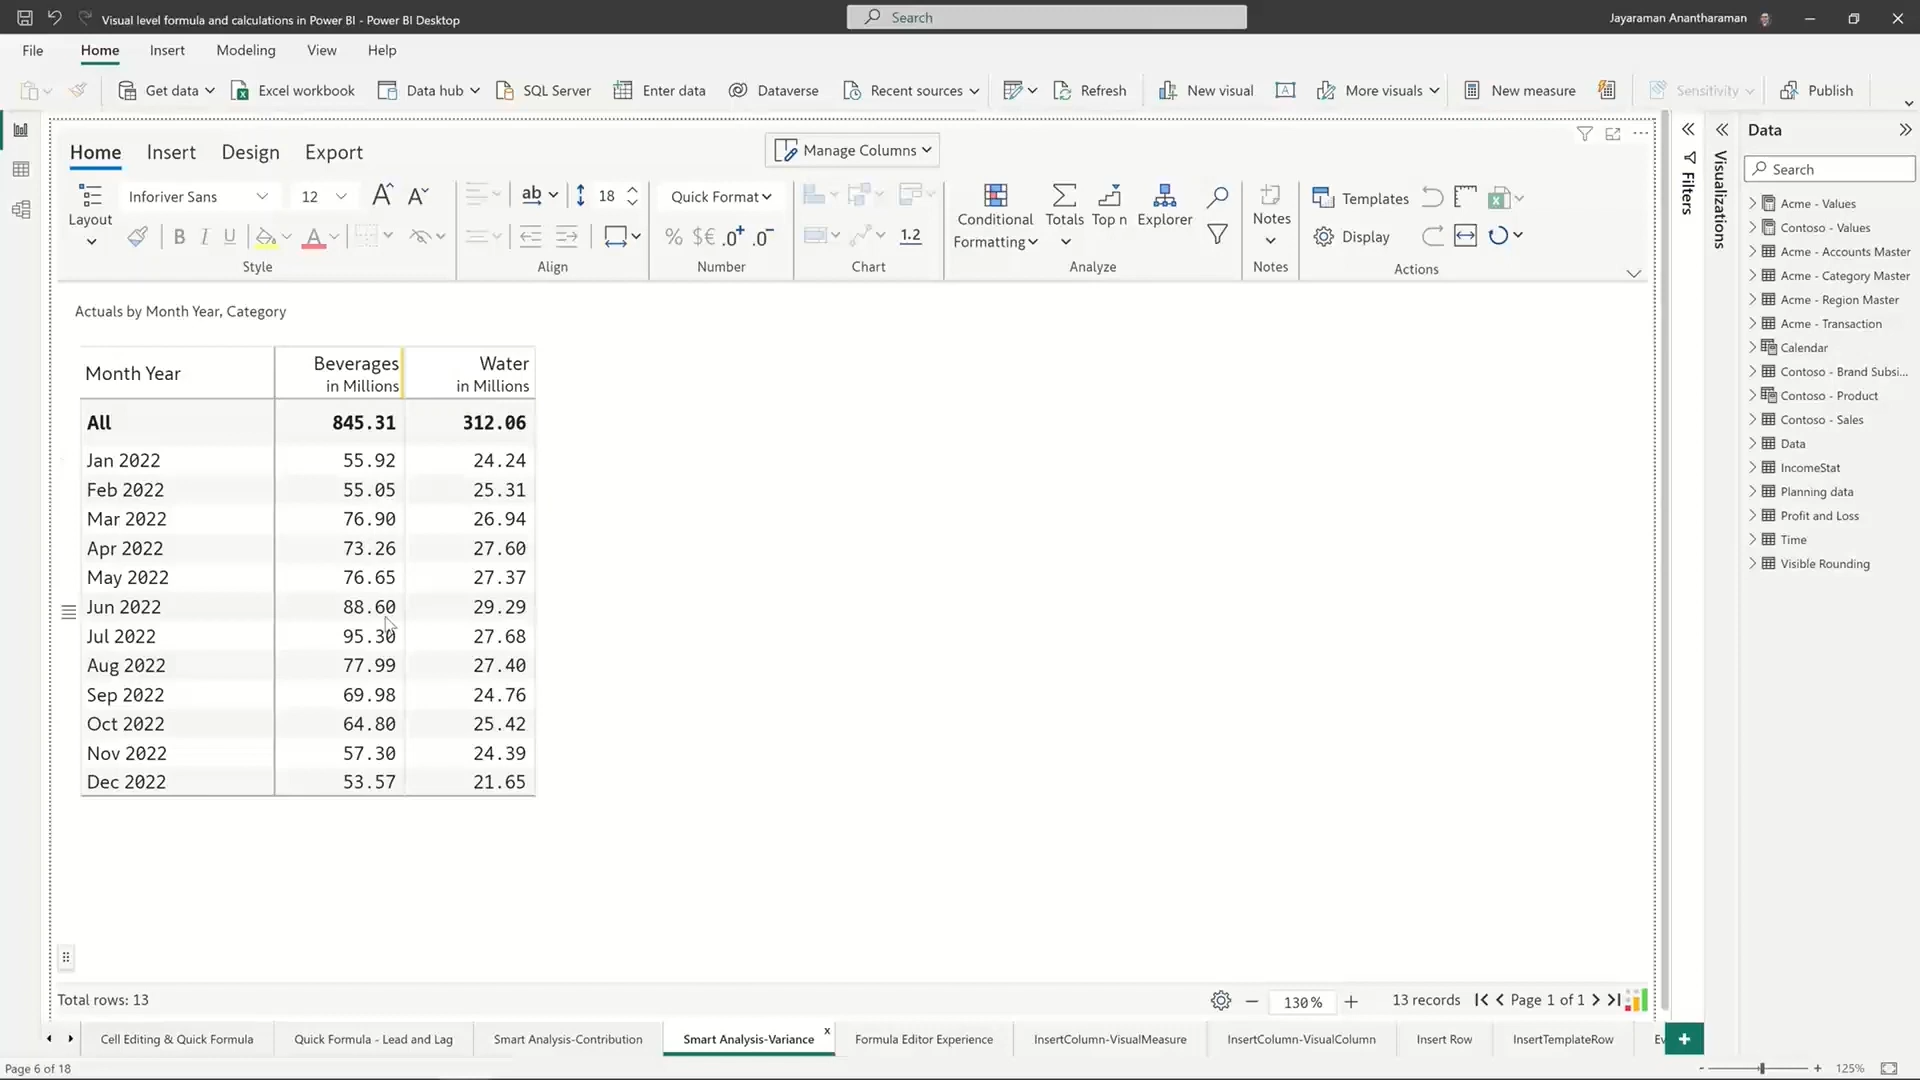 Visual level formula and calculations in Power BI - Power BI Desktop
Search
Jayaraman Anantharaman
File Home Insert Modeling View Help
Get data Excel workbook Data hub SQL Server Enter data Dataverse Recent sources Refresh New visual More visuals New measure Sensitivity Publish
Home Insert Design Export
Manage Columns
Layout
Inforiver Sans 12
B I U
Style
ab 18
Align
Quick Format
% $€ .0 .0
Number
1.2
Chart
Conditional Formatting
Totals
Top n
Explorer
Analyze
Notes
Notes
Templates
Display
Actions
Filters
Visualizations
Data
Search
Acme - Values
Contoso - Values
Acme - Accounts Master
Acme - Category Master
Acme - Region Master
Acme - Transaction
Calendar
Contoso - Brand Subsi...
Contoso - Product
Contoso - Sales
Data
IncomeStat
Planning data
Profit and Loss
Time
Visible Rounding
Actuals by Month Year, Category
Month Year Beverages in Millions Water in Millions
All 845.31 312.06
Jan 2022 55.92 24.24
Feb 2022 55.05 25.31
Mar 2022 76.90 26.94
Apr 2022 73.26 27.60
May 2022 76.65 27.37
Jun 2022 88.60 29.29
Jul 2022 95.30 27.68
Aug 2022 77.99 27.40
Sep 2022 69.98 24.76
Oct 2022 64.80 25.42
Nov 2022 57.30 24.39
Dec 2022 53.57 21.65
Total rows: 13
130% 13 records Page 1 of 1
Cell Editing & Quick Formula Quick Formula - Lead and Lag Smart Analysis-Contribution Smart Analysis-Variance x Formula Editor Experience InsertColumn-VisualMeasure InsertColumn-VisualColumn Insert Row InsertTemplateRow
Page 6 of 18
125%